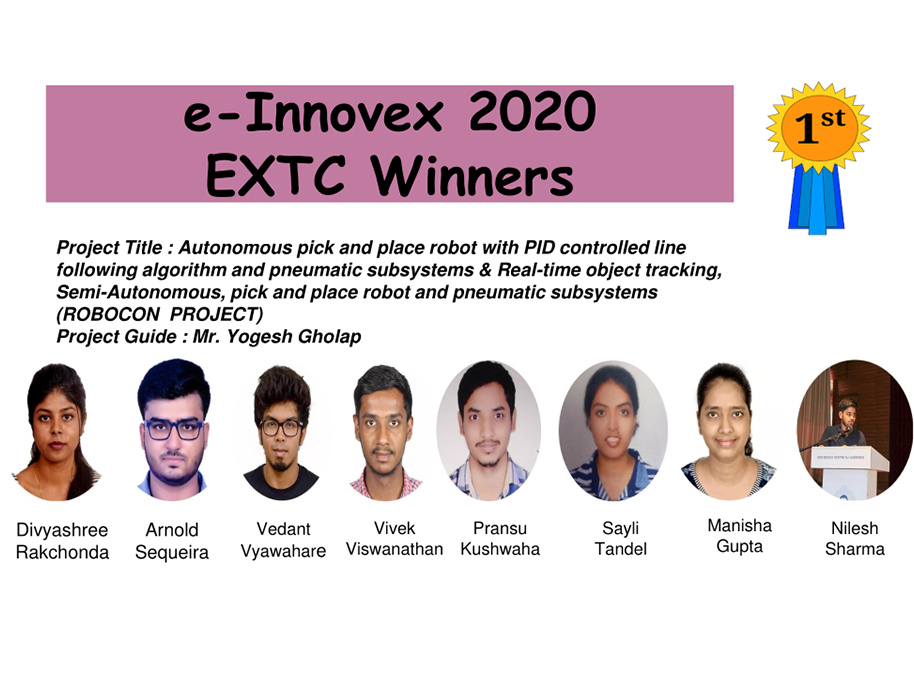 e-Innovex 2020
EXTC Winners
1st
Project Title : Autonomous pick and place robot with PID controlled line
following algorithm and pneumatic subsystems & Real-time object tracking,
Semi-Autonomous, pick and place robot and pneumatic subsystems
(ROBOCON PROJECT)
Project Guide : Mr. Yogesh Gholap
Divyashree
Rakchonda
Arnold
Sequeira
Vedant
Vyawahare
Vivek
Viswanathan
Pransu
Kushwaha
Sayli
Tandel
Manisha
Gupta
Nilesh
Sharma